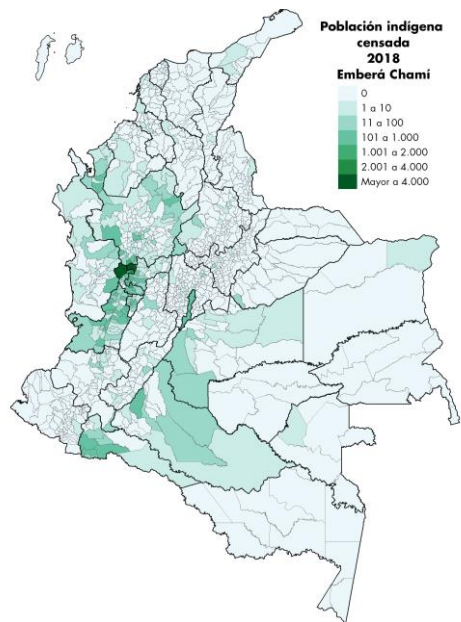 Población indígena
censada
2018
Emberá Chamí
0
1 a 10
11 a 100
101 a 1.000
1.001 a 2.000
2.001 a 4.000
Mayor a 4.000